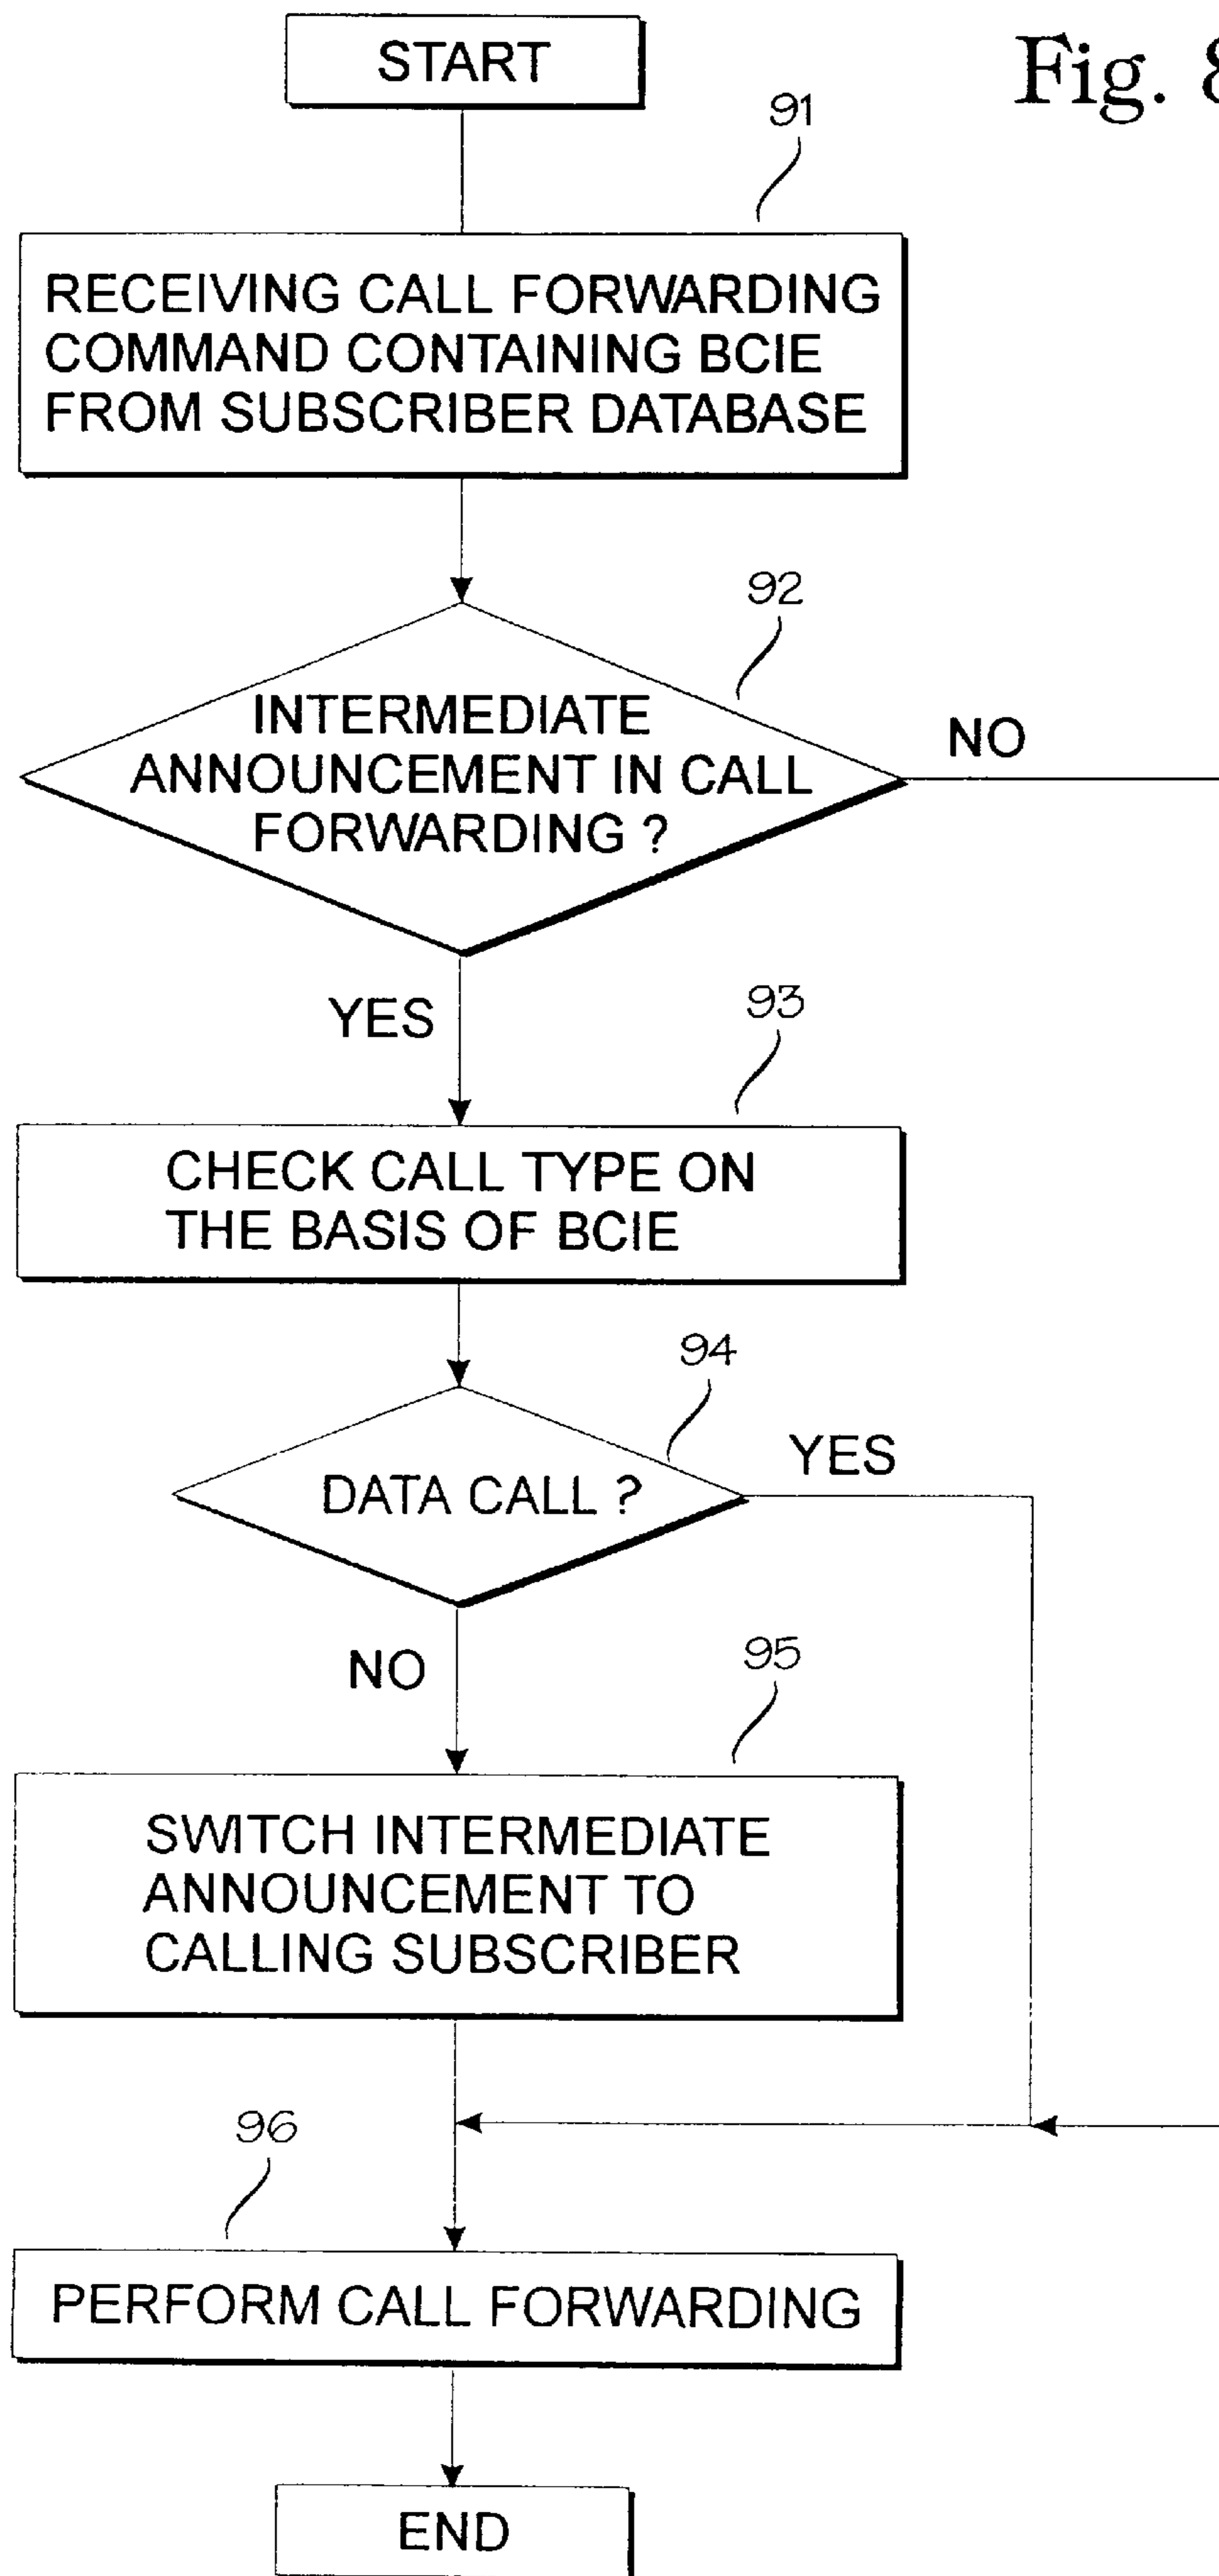 START
Fig. 8
91
RECEIVING CALL FORWARDING
COMMAND CONTAINING BCIE
FROM SUBSCRIBER DATABASE
92
INTERMEDIATE
ANNOUNCEMENT IN CALL
FORWARDING ?
NO
YES
93
CHECK CALL TYPE ON
THE BASIS OF BCIE
94
DATA CALL ?
YES
NO
95
SWITCH INTERMEDIATE
ANNOUNCEMENT TO
CALLING SUBSCRIBER
96
PERFORM CALL FORWARDING
END